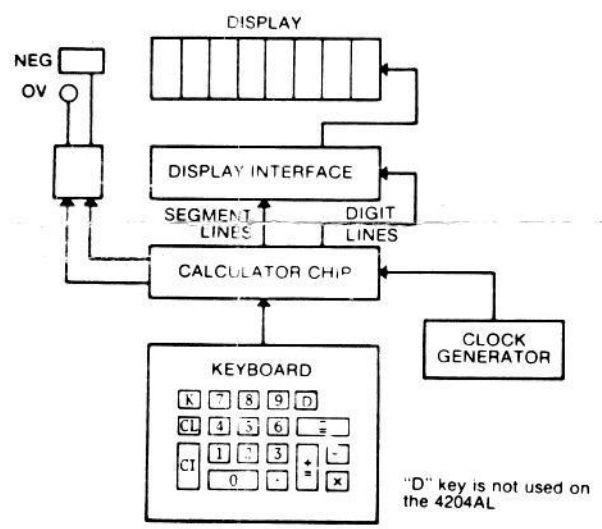 DISPLAY
NEG
OV
DISPLAY INTERFACE
SEGMENT LINES
DIGIT LINES
CALCULATOR CHIP
CLOCK
GENERATOR
KEYBOARD
K 7 8 9 D
CL 4 5 6
CI 1 2 3 + = -
0 . ×
"D" key is not used on
the 4204AL